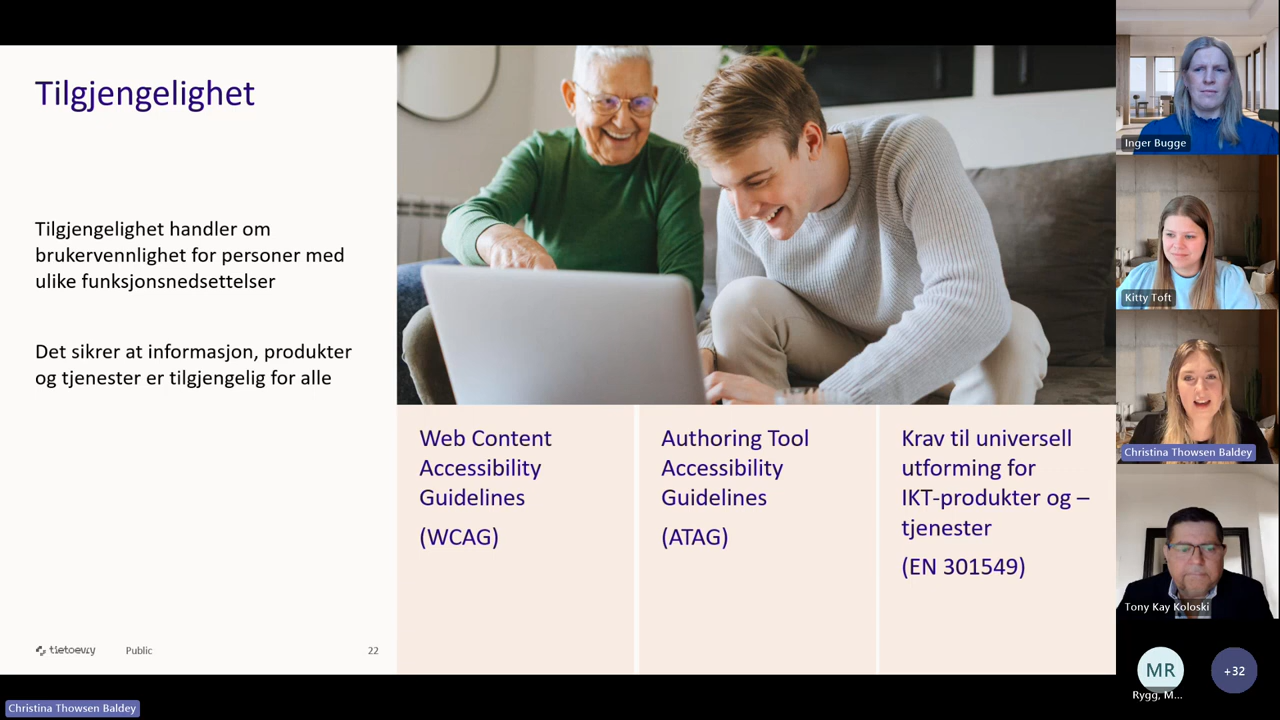 Tilgjengelighet
Tilgjengelighet handler om
brukervennlighet for personer med
ulike funksjonsnedsettelser
Det sikrer at informasjon, produkter
og tjenester er tilgjengelig for alle
Web Content
Accessibility
Guidelines
(WCAG)
Authoring Tool
Accessibility
Guidelines
(ATAG)
Krav til universell
utforming for
IKT-produkter og –
tjenester
(EN 301549)
tietoevry
Public
22
Inger Bugge
Kitty Toft
Christina Thowsen Baldey
Tony Kay Koloski
MR
Rygg, M...
+32
Christina Thowsen Baldey